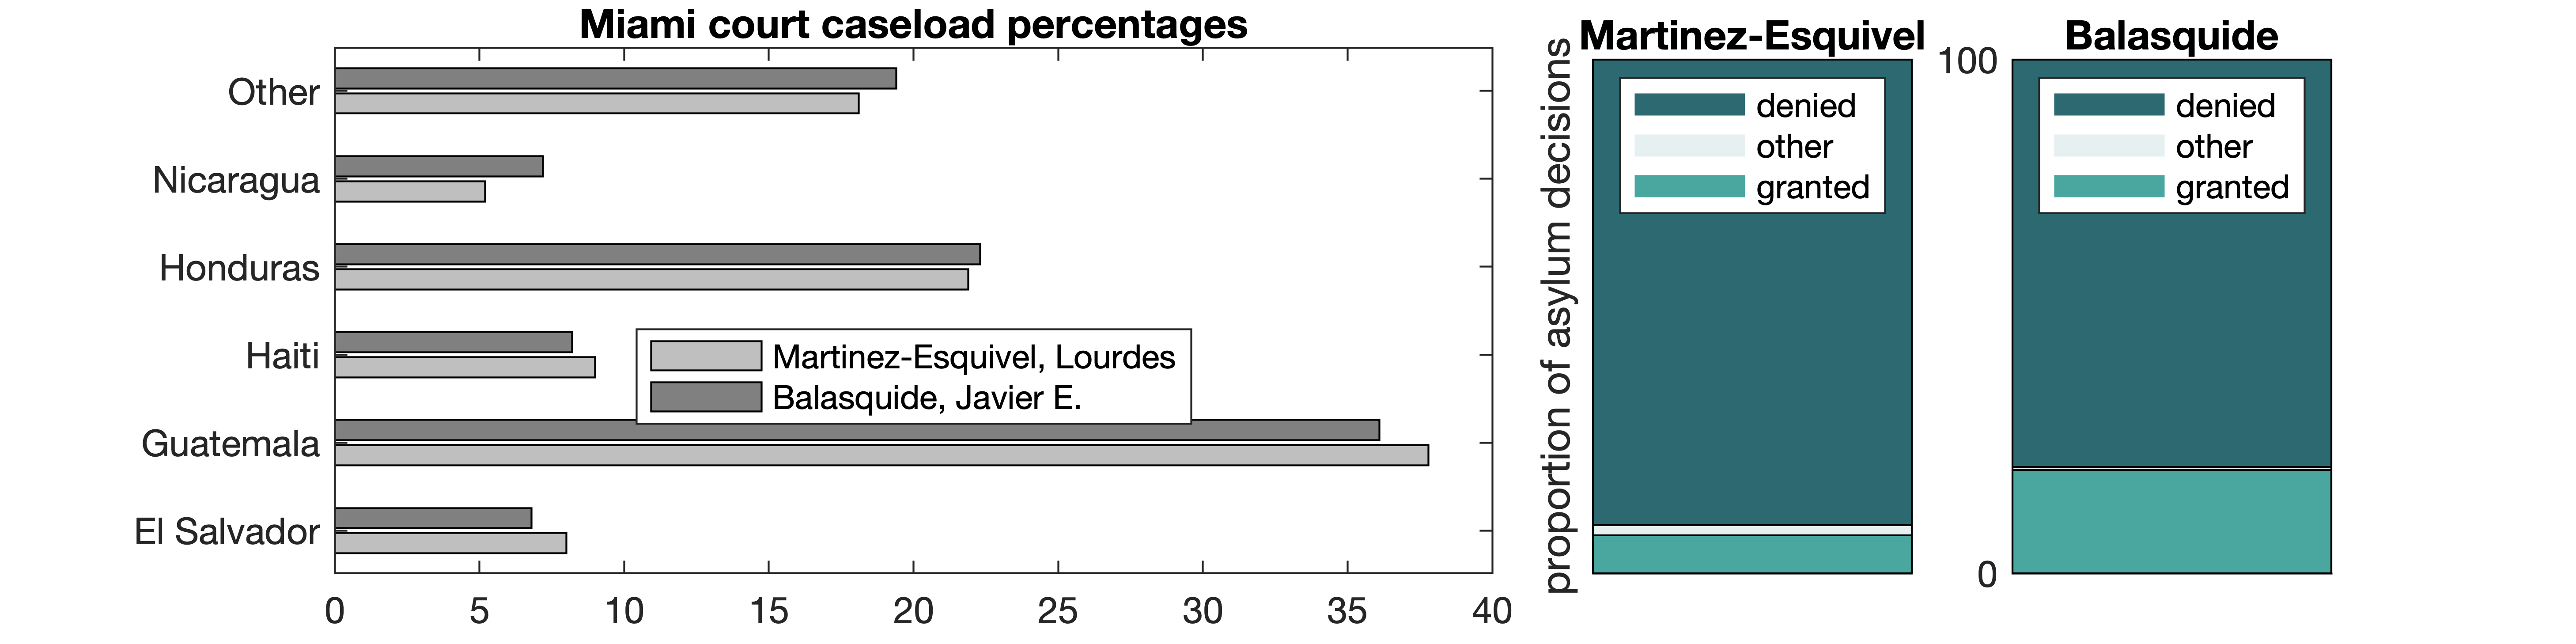 Miami court caseload percentages
Other
Nicaragua
Honduras
Haiti
Guatemala
El Salvador
Martinez-Esquivel, Lourdes
Balasquide, Javier E.
0 5 10 15 20 25 30 35 40
proportion of asylum decisions
Martinez-Esquivel
denied
other
granted
Balasquide
100
0
denied
other
granted